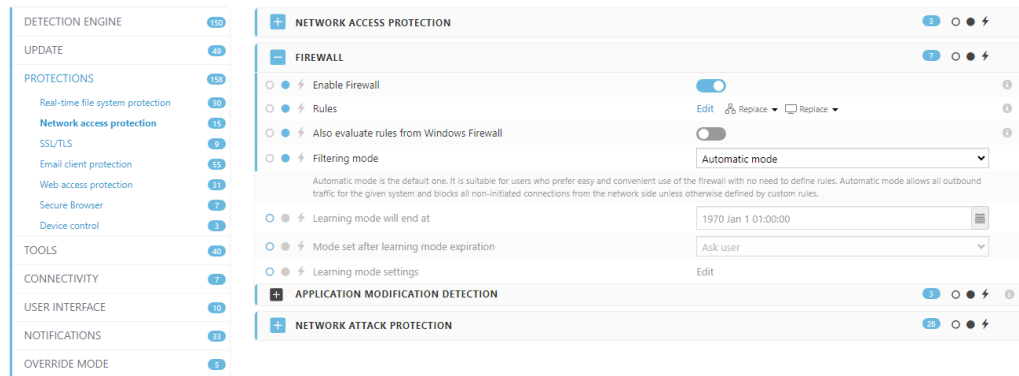 DETECTION ENGINE 150
UPDATE 49
PROTECTIONS 158
Real-time file system protection 30
Network access protection 15
SSL/TLS 9
Email client protection 55
Web access protection 31
Secure Browser 7
Device control 3
TOOLS 40
CONNECTIVITY 7
USER INTERFACE 10
NOTIFICATIONS 33
OVERRIDE MODE 5
NETWORK ACCESS PROTECTION 3
FIREWALL 7
Enable Firewall
Rules Edit Replace Replace
Also evaluate rules from Windows Firewall
Filtering mode Automatic mode
Automatic mode is the default one. It is suitable for users who prefer easy and convenient use of the firewall with no need to define rules. Automatic mode allows all outbound
traffic for the given system and blocks all non-initiated connections from the network side unless otherwise defined by custom rules.
Learning mode will end at 1970 Jan 1 01:00:00
Mode set after learning mode expiration Ask user
Learning mode settings Edit
APPLICATION MODIFICATION DETECTION 3
NETWORK ATTACK PROTECTION 26